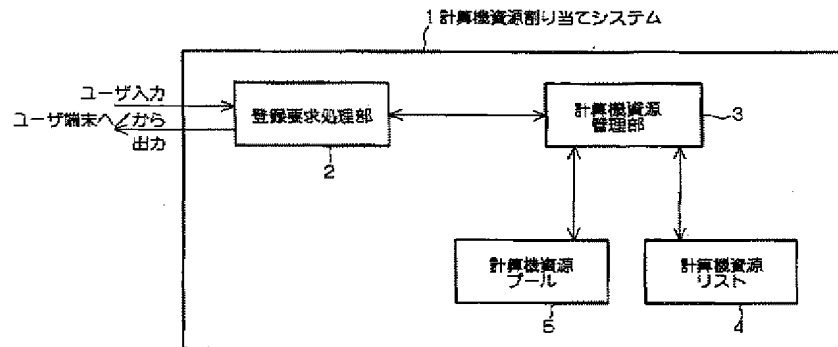 1 計算機資源割り当てシステム
ユーザ入力
ユーザ端末へ/から
出力
登録要求処理部
2
計算機資源
管理部
3
計算機資源
プール
5
計算機資源
リスト
4